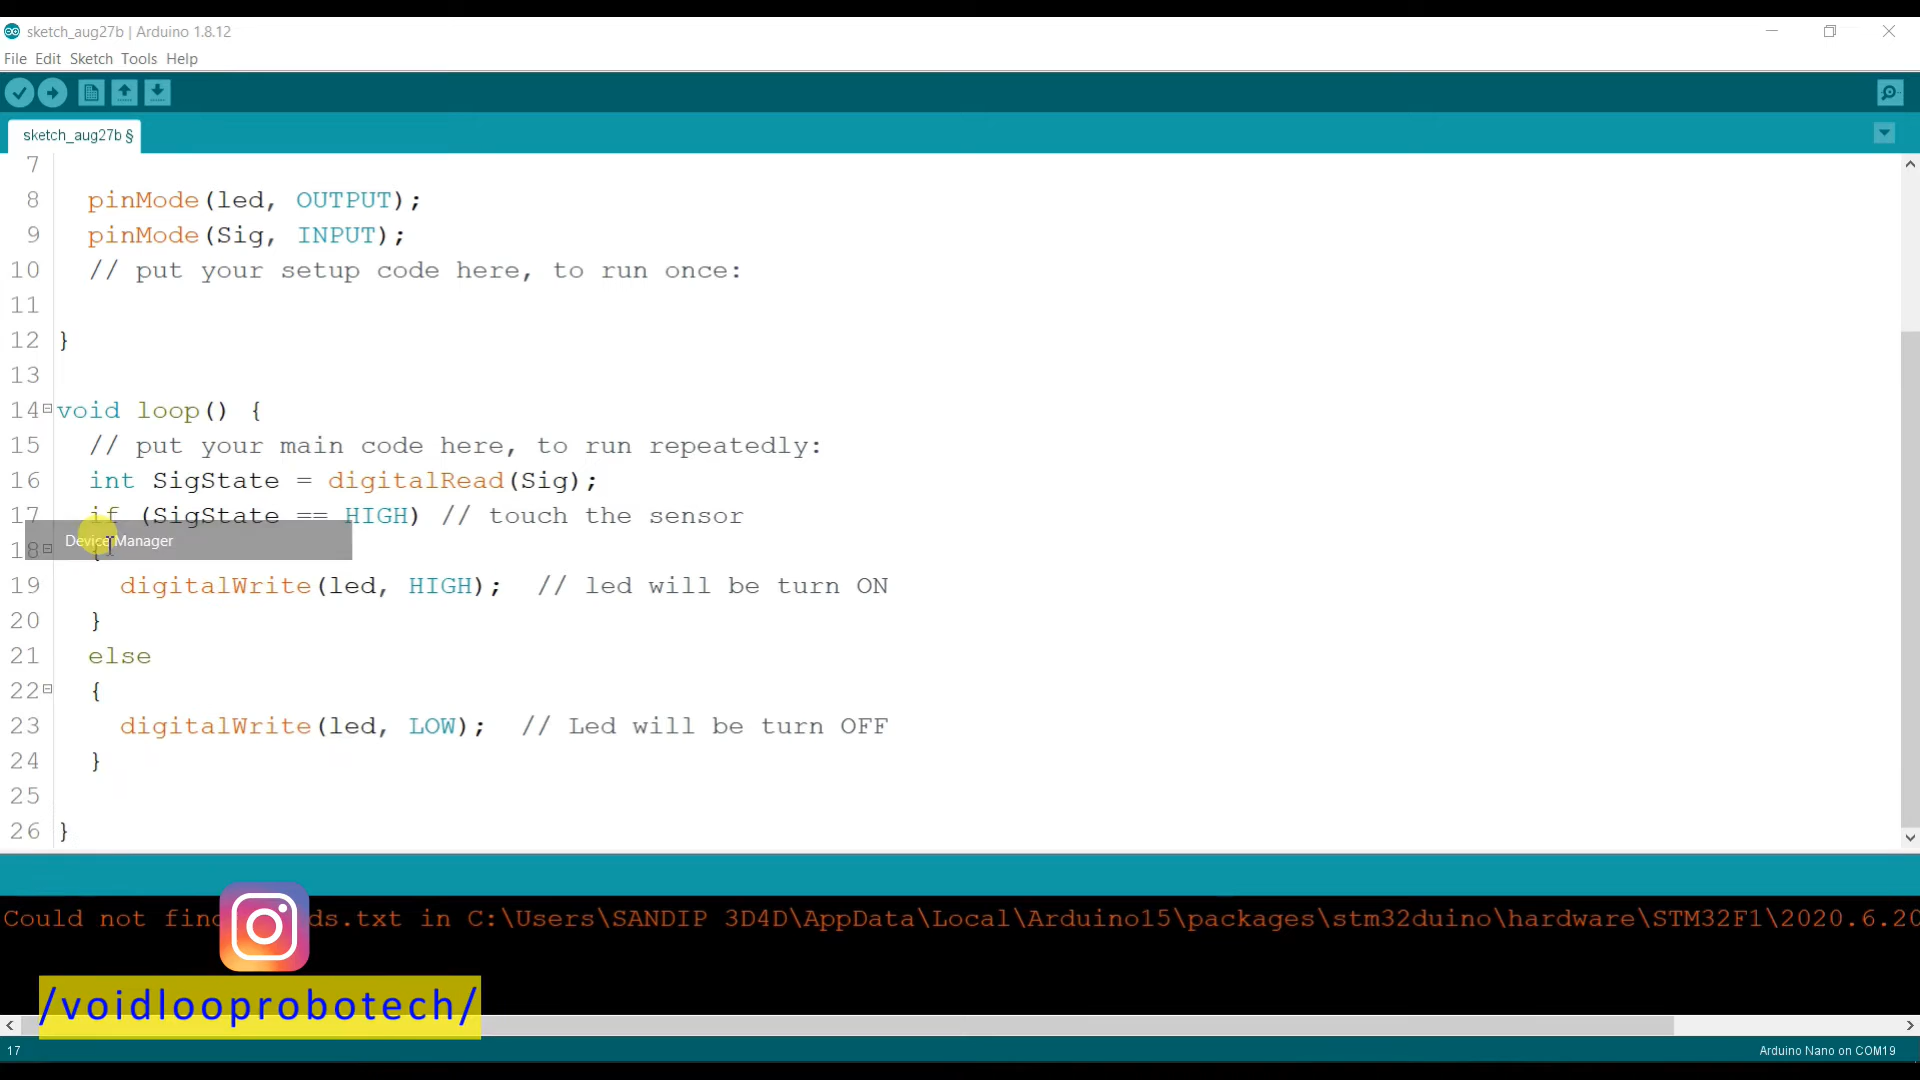 sketch_aug27b | Arduino 1.8.12
File Edit Sketch Tools Help
sketch_aug27b §
7
8 pinMode(led, OUTPUT);
9 pinMode(Sig, INPUT);
10 // put your setup code here, to run once:
11
12 }
13
14 void loop() {
15 // put your main code here, to run repeatedly:
16 int SigState = digitalRead(Sig);
17 if (SigState == HIGH) // touch the sensor
18 {
Device Manager
19 digitalWrite(led, HIGH); // led will be turn ON
20 }
21 else
22 {
23 digitalWrite(led, LOW); // Led will be turn OFF
24 }
25
26 }
Could not find ds.txt in C:\Users\SANDIP 3D4D\AppData\Local\Arduino15\packages\stm32duino\hardware\STM32F1\2020.6.20
/voidlooprobotech/
17
Arduino Nano on COM19